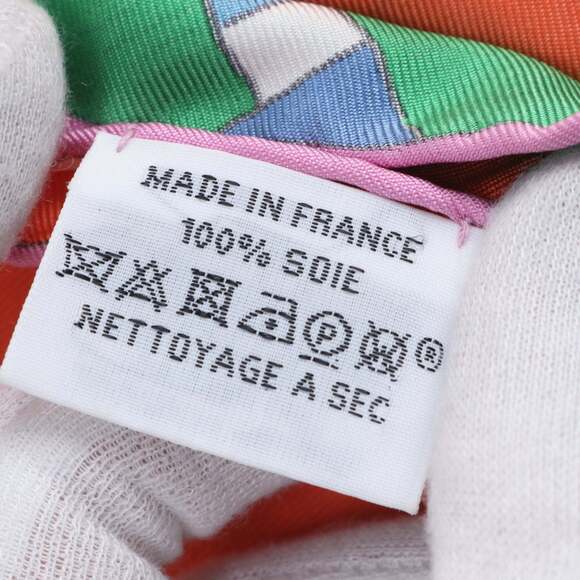 MADE IN FRANCE
100% SOIE
P ®
NETTOYAGE A SEC